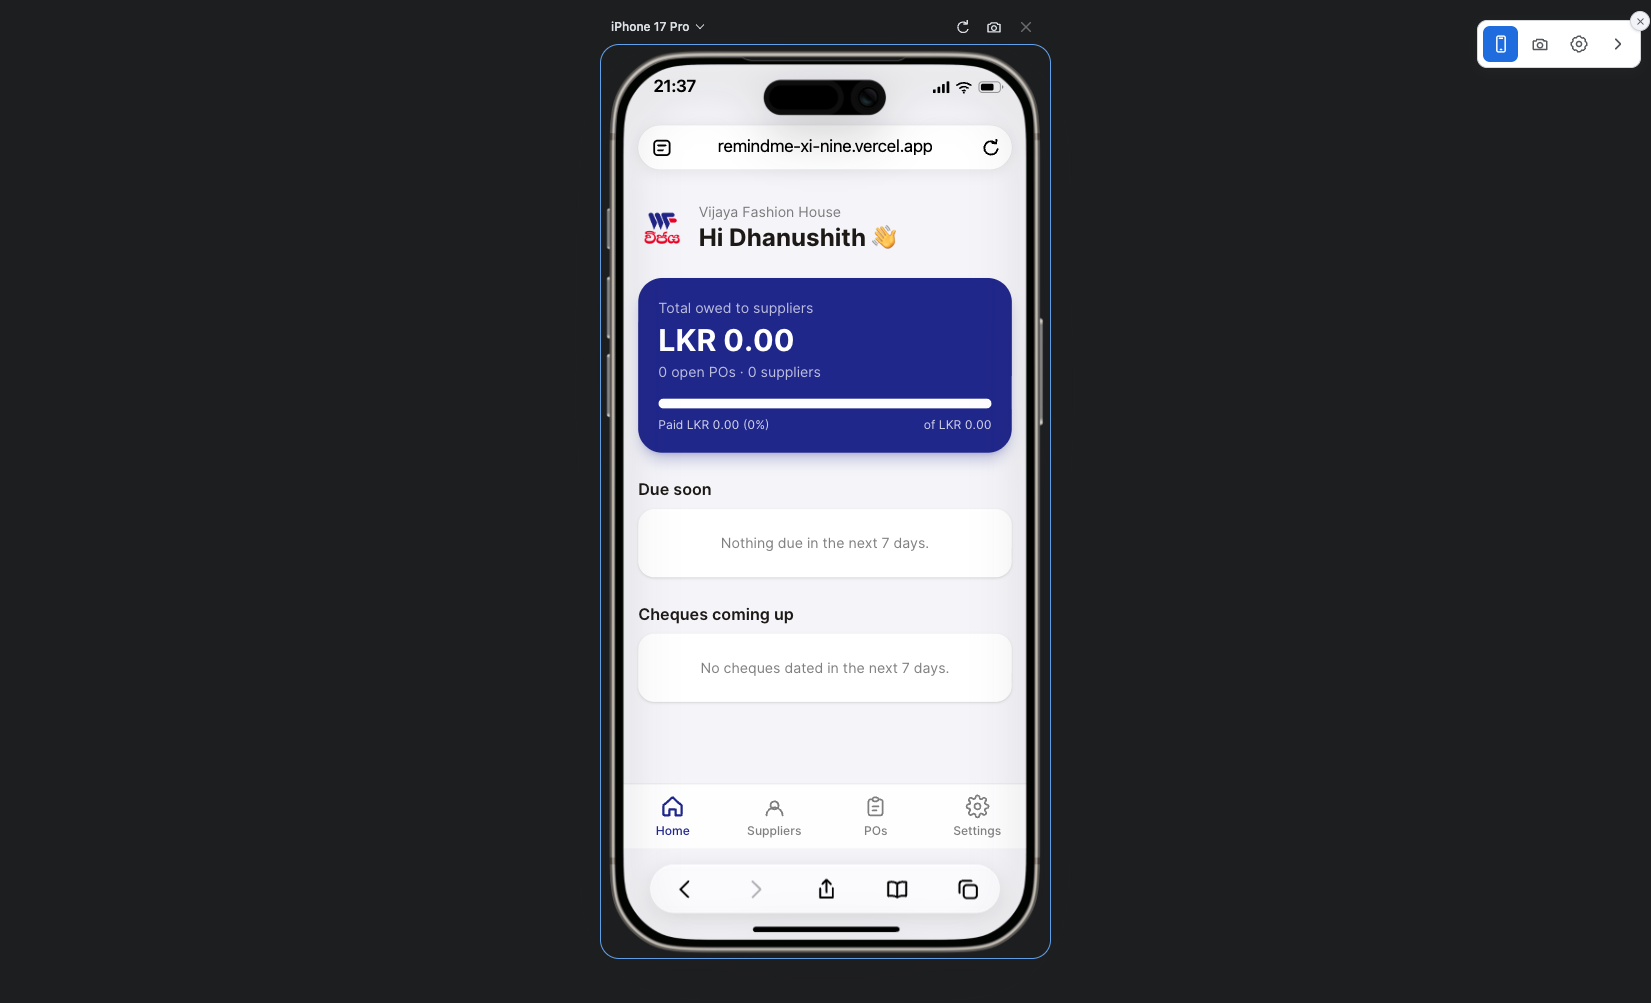 iPhone 17 Pro
21:37
remindme-xi-nine.vercel.app
Vijaya Fashion House
විජය
Hi Dhanushith 👋
Total owed to suppliers
LKR 0.00
0 open POs · 0 suppliers
Paid LKR 0.00 (0%) of LKR 0.00
Due soon
Nothing due in the next 7 days.
Cheques coming up
No cheques dated in the next 7 days.
Home Suppliers POs Settings